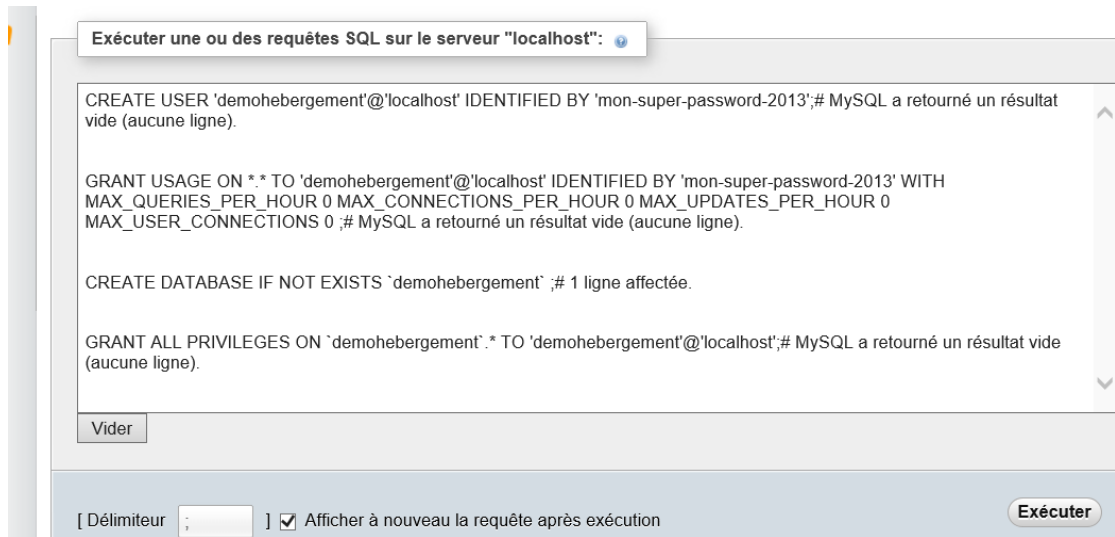 Exécuter une ou des requêtes SQL sur le serveur "localhost":
CREATE USER 'demohebergement'@'localhost' IDENTIFIED BY 'mon-super-password-2013';# MySQL a retourné un résultat
vide (aucune ligne).
GRANT USAGE ON *.* TO 'demohebergement'@'localhost' IDENTIFIED BY 'mon-super-password-2013' WITH
MAX_QUERIES_PER_HOUR 0 MAX_CONNECTIONS_PER_HOUR 0 MAX_UPDATES_PER_HOUR 0
MAX_USER_CONNECTIONS 0 ;# MySQL a retourné un résultat vide (aucune ligne).
CREATE DATABASE IF NOT EXISTS `demohebergement` ;# 1 ligne affectée.
GRANT ALL PRIVILEGES ON `demohebergement`.* TO 'demohebergement'@'localhost';# MySQL a retourné un résultat vide
(aucune ligne).
Vider
[ Délimiteur ; ] Afficher à nouveau la requête après exécution Exécuter